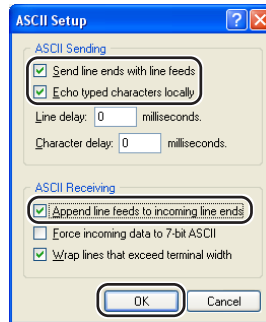 ASCII Setup
ASCII Sending
Send line ends with line feeds
Echo typed characters locally
Line delay: 0 milliseconds.
Character delay: 0 milliseconds.
ASCII Receiving
Append line feeds to incoming line ends
Force incoming data to 7-bit ASCII
Wrap lines that exceed terminal width
OK Cancel